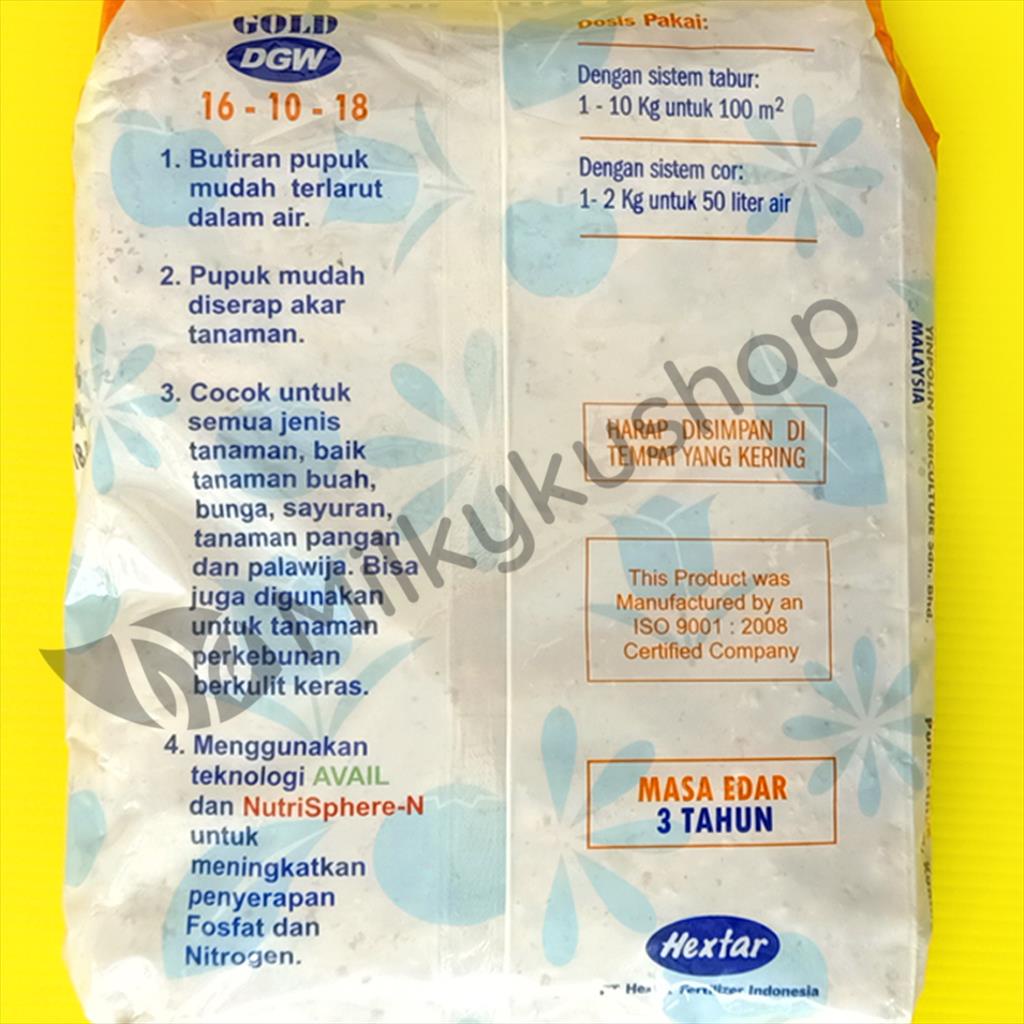 GOLD
DGW
16 - 10 - 18
1. Butiran pupuk
mudah terlarut
dalam air.
2. Pupuk mudah
diserap akar
tanaman.
3. Cocok untuk
semua jenis
tanaman, baik
tanaman buah,
bunga, sayuran,
tanaman pangan
dan palawija. Bisa
juga digunakan
untuk tanaman
perkebunan
berkulit keras.
4. Menggunakan
teknologi AVAIL
dan NutriSphere-N
untuk
meningkatkan
penyerapan
Fosfat dan
Nitrogen.
Dosis Pakai:
Dengan sistem tabur:
1 - 10 Kg untuk 100 m²
Dengan sistem cor:
1- 2 Kg untuk 50 liter air
HARAP DISIMPAN DI
TEMPAT YANG KERING
This Product was
Manufactured by an
ISO 9001 : 2008
Certified Company
MASA EDAR
3 TAHUN
Hextar
Fertilizer Indonesia
YINFOLIN AGRICULTURE Sdn. Bhd.
MALAYSIA
Milkyku shop